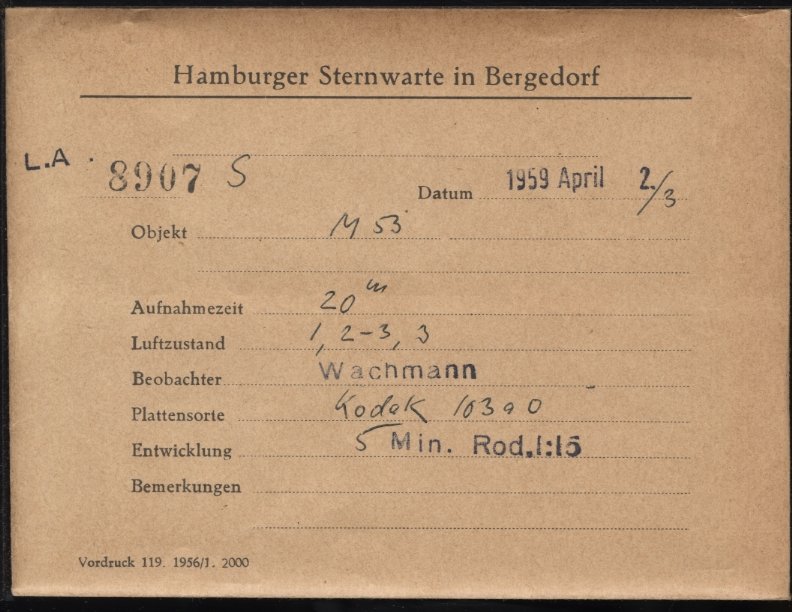 Hamburger Sternwarte in Bergedorf
L.A. 8907 S
Datum 1959 April 2./3
Objekt M 53
Aufnahmezeit 20m
Luftzustand 1, 2-3, 3
Beobachter Wachmann
Plattensorte Kodak 103a0
Entwicklung 5 Min. Rod.1:15
Bemerkungen
Vordruck 119. 1956/1. 2000